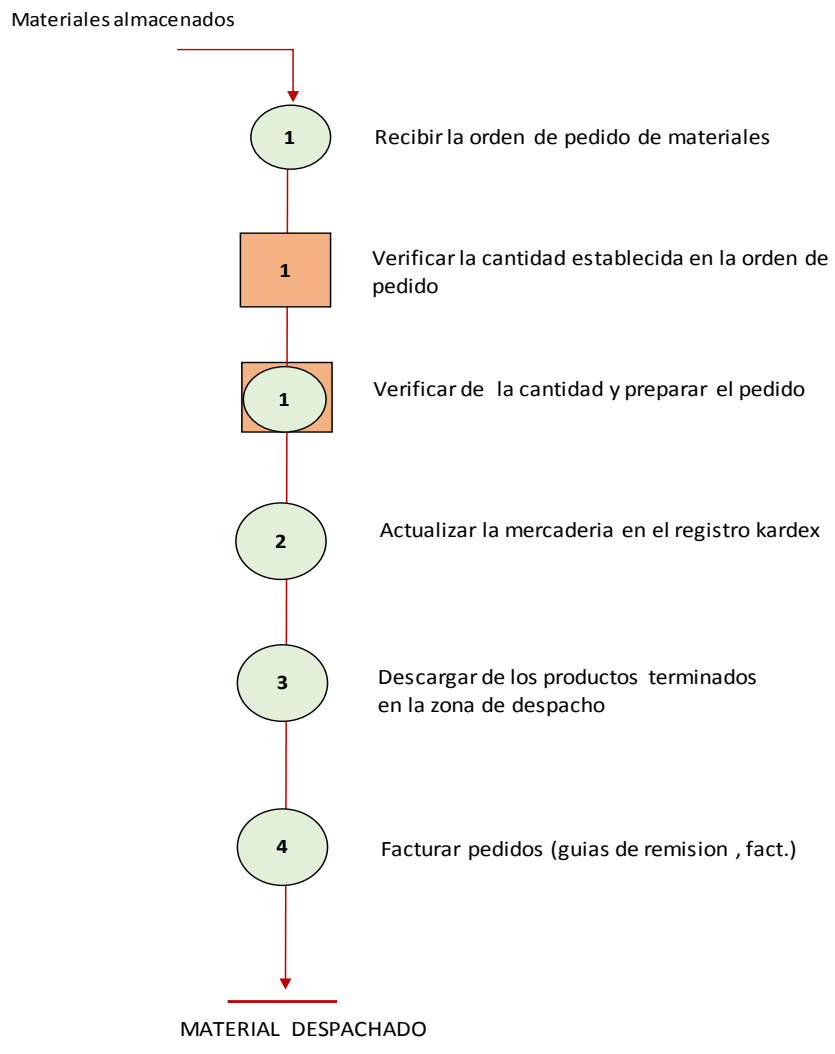 Materiales almacenados
1
Recibir la orden de pedido de materiales
1
Verificar la cantidad establecida en la orden de
pedido
1
Verificar de la cantidad y preparar el pedido
2
Actualizar la mercaderia en el registro kardex
3
Descargar de los productos terminados
en la zona de despacho
4
Facturar pedidos (guias de remision , fact.)
MATERIAL DESPACHADO